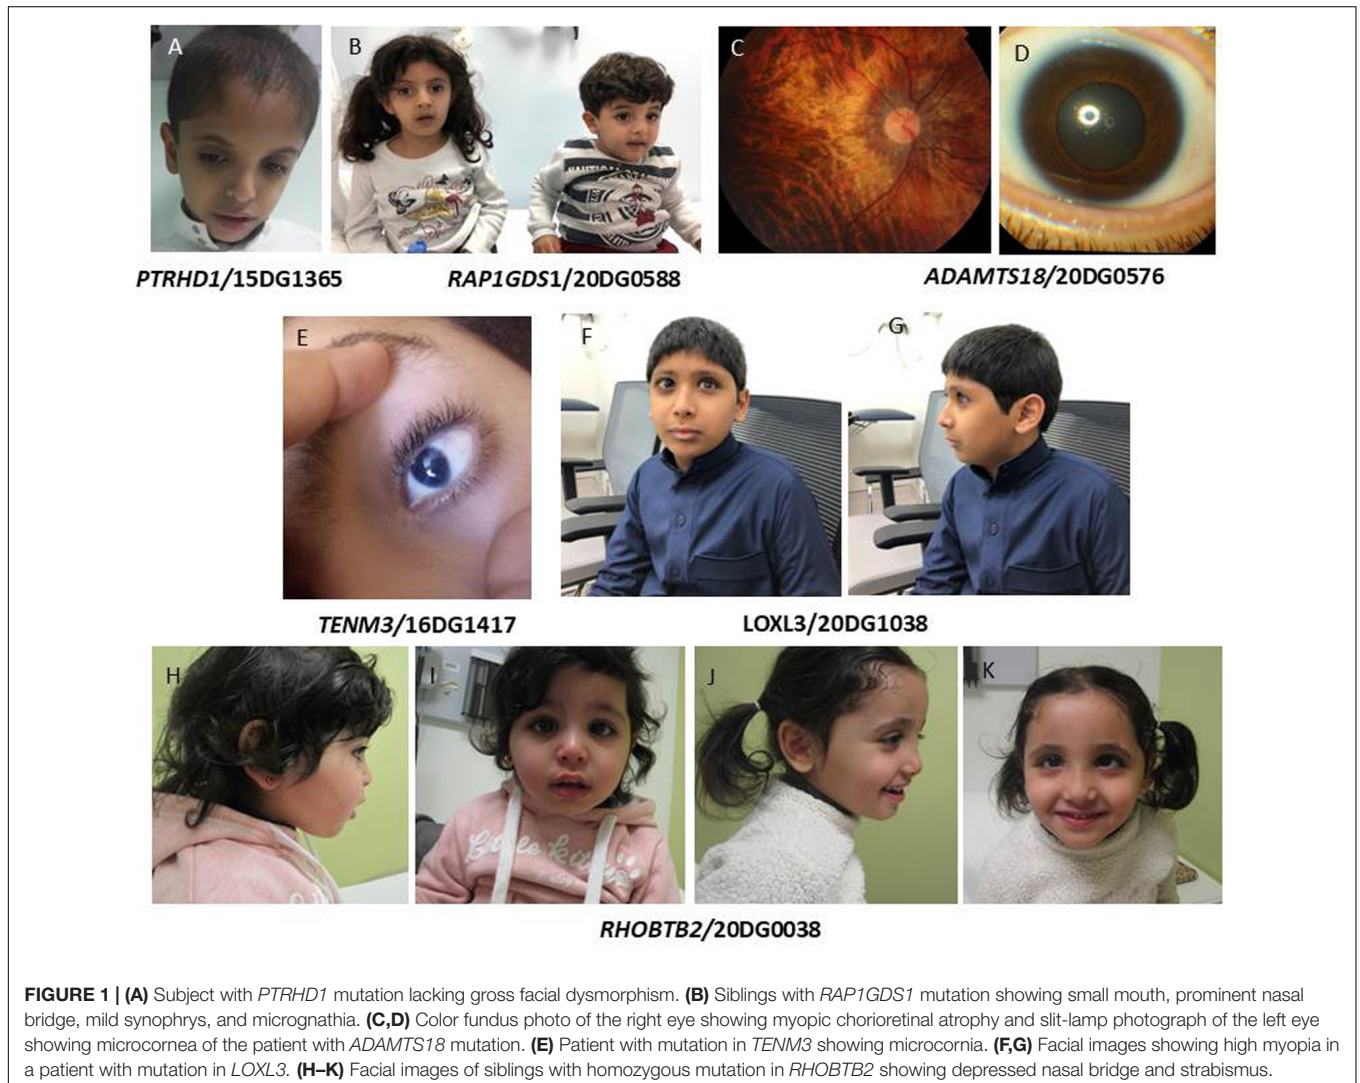 A
B
C
D
NAUTICAL
PTRHD1/15DG1365
RAP1GDS1/20DG0588
ADAMTS18/20DG0576
E
F
G
TENM3/16DG1417
LOXL3/20DG1038
H
I
J
K
Little kitty
RHOBTB2/20DG0038
FIGURE 1 | (A) Subject with PTRHD1 mutation lacking gross facial dysmorphism. (B) Siblings with RAP1GDS1 mutation showing small mouth, prominent nasal
bridge, mild synophrys, and micrognathia. (C,D) Color fundus photo of the right eye showing myopic chorioretinal atrophy and slit-lamp photograph of the left eye
showing microcornea of the patient with ADAMTS18 mutation. (E) Patient with mutation in TENM3 showing microcornia. (F,G) Facial images showing high myopia in
a patient with mutation in LOXL3. (H–K) Facial images of siblings with homozygous mutation in RHOBTB2 showing depressed nasal bridge and strabismus.